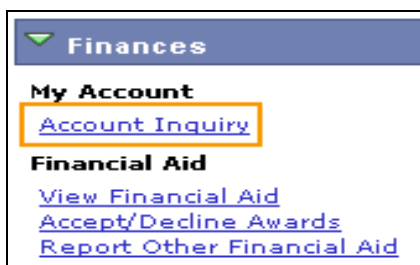 Finances
My Account
Account Inquiry
Financial Aid
View Financial Aid
Accept/Decline Awards
Report Other Financial Aid